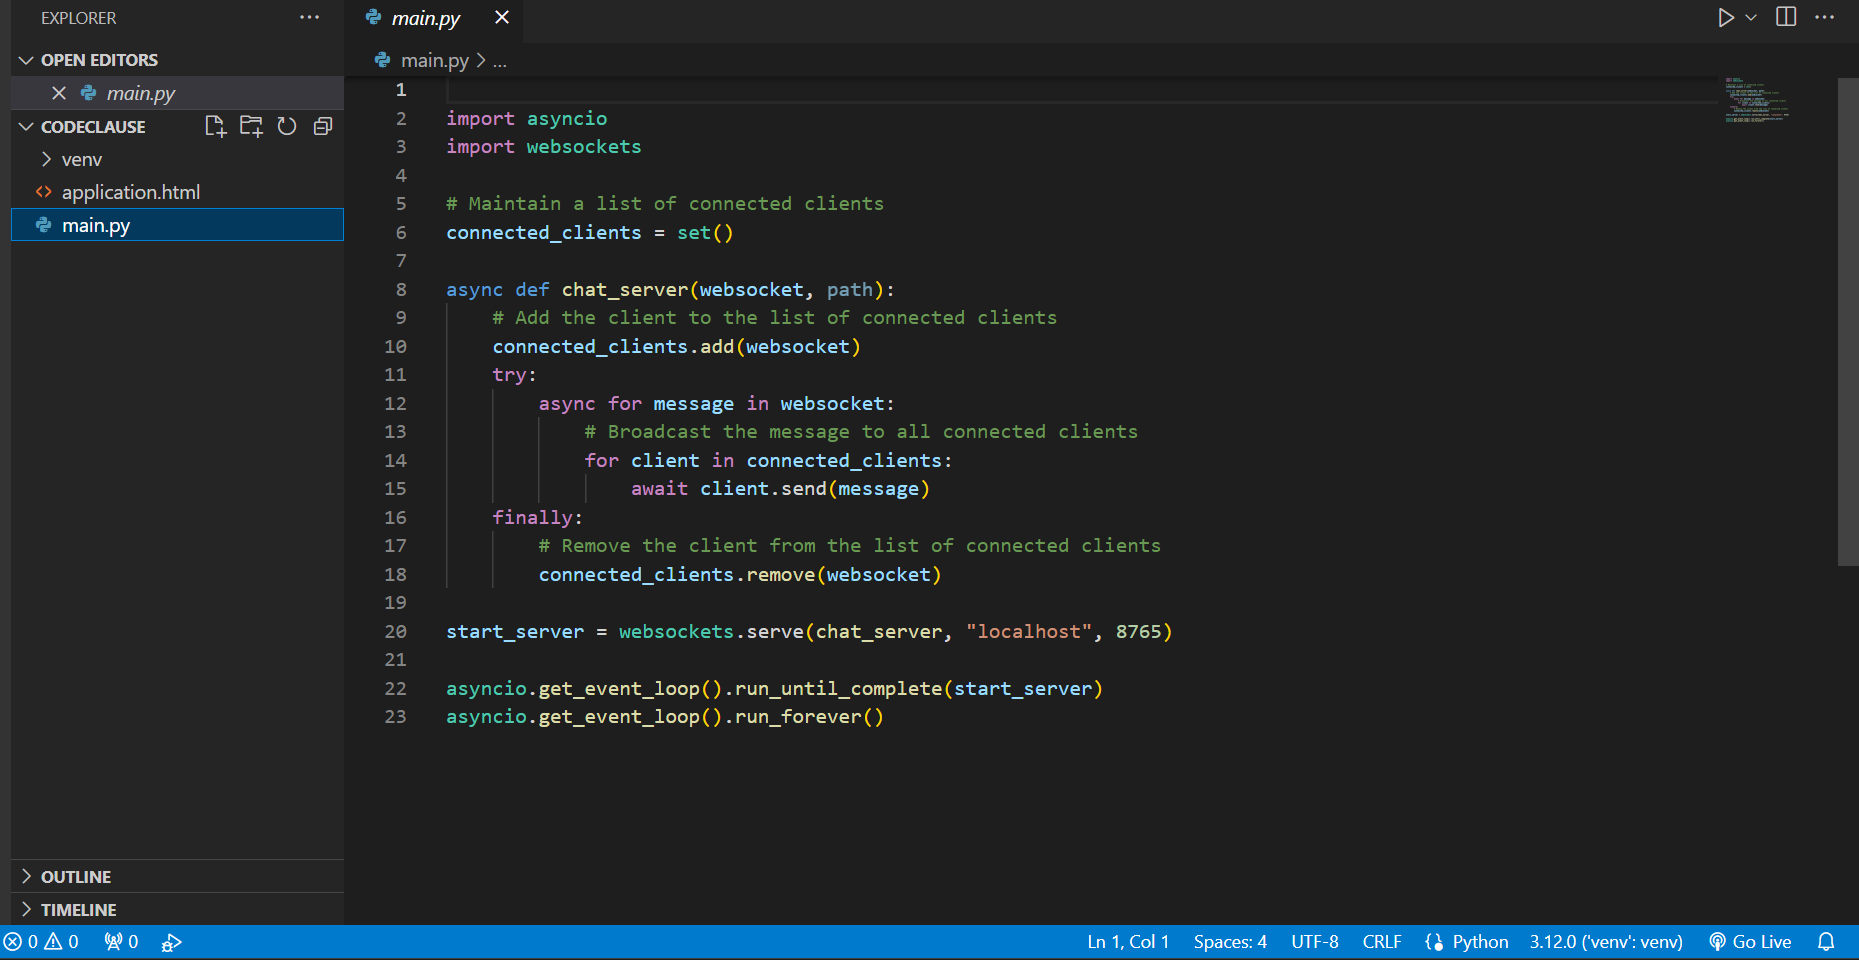 EXPLORER
OPEN EDITORS
main.py
CODECLAUSE
venv
application.html
main.py
OUTLINE
TIMELINE
main.py
main.py > ...
1
2 import asyncio
3 import websockets
4
5 # Maintain a list of connected clients
6 connected_clients = set()
7
8 async def chat_server(websocket, path):
9     # Add the client to the list of connected clients
10     connected_clients.add(websocket)
11     try:
12         async for message in websocket:
13             # Broadcast the message to all connected clients
14             for client in connected_clients:
15                 await client.send(message)
16     finally:
17         # Remove the client from the list of connected clients
18         connected_clients.remove(websocket)
19
20 start_server = websockets.serve(chat_server, "localhost", 8765)
21
22 asyncio.get_event_loop().run_until_complete(start_server)
23 asyncio.get_event_loop().run_forever()
0 0 0 Ln 1, Col 1 Spaces: 4 UTF-8 CRLF Python 3.12.0 ('venv': venv) Go Live